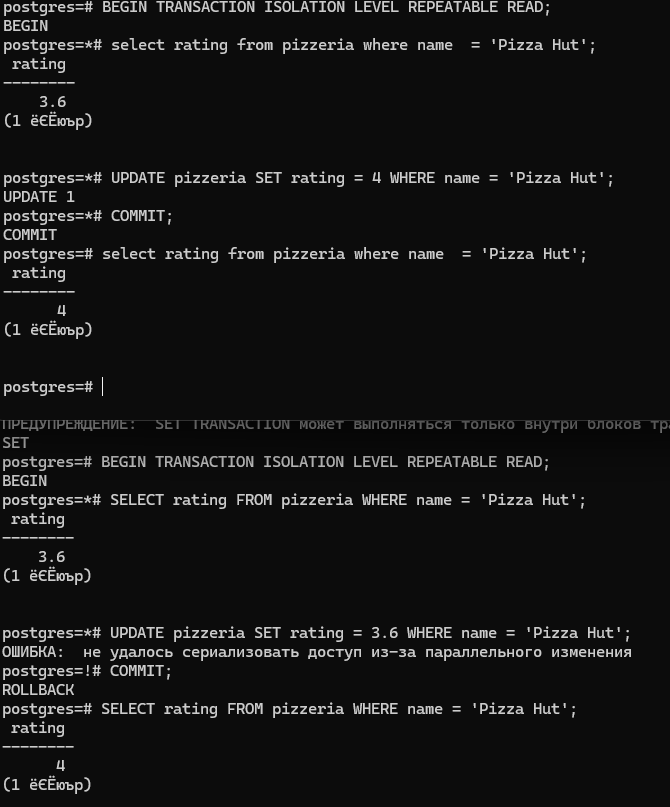 postgres=# BEGIN TRANSACTION ISOLATION LEVEL REPEATABLE READ;
BEGIN
postgres=*# select rating from pizzeria where name  = 'Pizza Hut';
 rating
--------
    3.6
(1 ёЄЁюър)
postgres=*# UPDATE pizzeria SET rating = 4 WHERE name = 'Pizza Hut';
UPDATE 1
postgres=*# COMMIT;
COMMIT
postgres=# select rating from pizzeria where name  = 'Pizza Hut';
 rating
--------
      4
(1 ёЄЁюър)
postgres=#
ПРЕДУПРЕЖДЕНИЕ:  SET TRANSACTION может выполняться только внутри блоков тра
SET
postgres=# BEGIN TRANSACTION ISOLATION LEVEL REPEATABLE READ;
BEGIN
postgres=*# SELECT rating FROM pizzeria WHERE name = 'Pizza Hut';
 rating
--------
    3.6
(1 ёЄЁюър)
postgres=*# UPDATE pizzeria SET rating = 3.6 WHERE name = 'Pizza Hut';
ОШИБКА:  не удалось сериализовать доступ из-за параллельного изменения
postgres=!# COMMIT;
ROLLBACK
postgres=# SELECT rating FROM pizzeria WHERE name = 'Pizza Hut';
 rating
--------
      4
(1 ёЄЁюър)